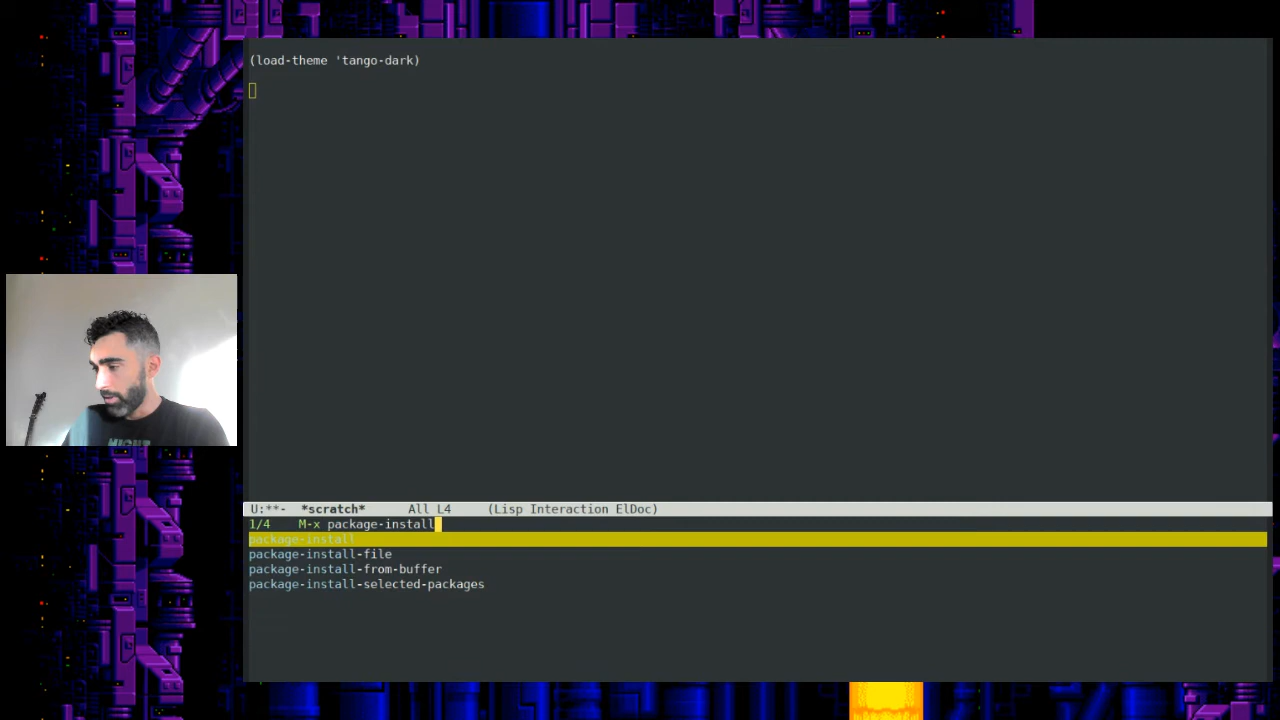 (load-theme 'tango-dark)
U:**-  *scratch*      All L4     (Lisp Interaction ElDoc)
1/4    M-x package-install
package-install
package-install-file
package-install-from-buffer
package-install-selected-packages